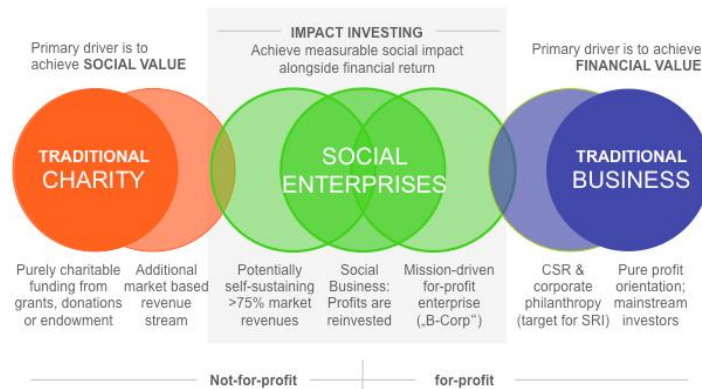 IMPACT INVESTING
Achieve measurable social impact
alongside financial return
Primary driver is to
achieve SOCIAL VALUE
Primary driver is to achieve
FINANCIAL VALUE
TRADITIONAL
CHARITY
SOCIAL
ENTERPRISES
TRADITIONAL
BUSINESS
Purely charitable
funding from
grants, donations
or endowment
Additional
market based
revenue
stream
Potentially
self-sustaining
>75% market
revenues
Social
Business:
Profits are
reinvested
Mission-driven
for-profit
enterprise
(„B-Corp“)
CSR &
corporate
philanthropy
(target for SRI)
Pure profit
orientation;
mainstream
investors
Not-for-profit
for-profit